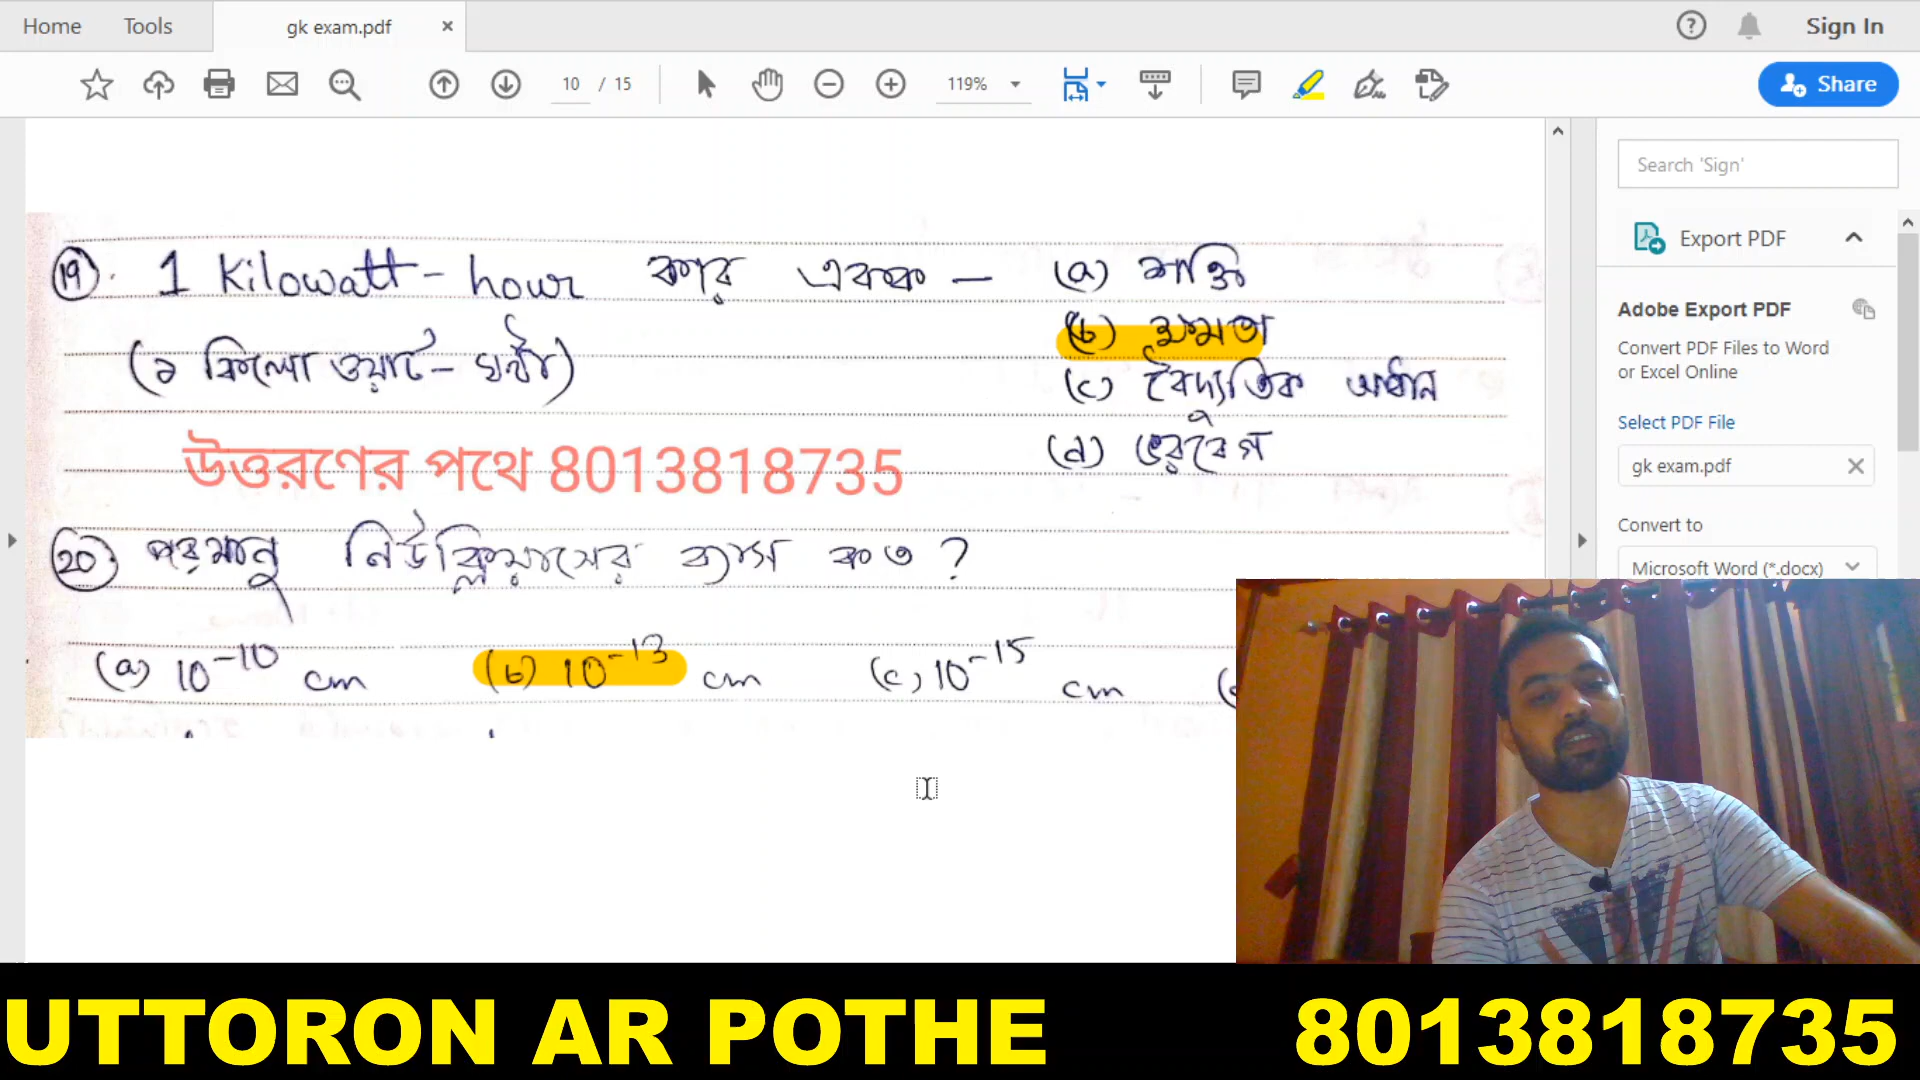 Home Tools gk exam.pdf × Sign In
10 / 15 119% Share
Search 'Sign'
Export PDF
Adobe Export PDF
Convert PDF Files to Word
or Excel Online
Select PDF File
gk exam.pdf
Convert to
Microsoft Word (*.docx)
19. 1 Kilowatt-hour কার একক — (a) শক্তি
(b) ক্ষমতা
(১ কিলো ওয়াট-ঘন্টা) (c) বৈদ্যুতিক আধান
(d) ভরবেগ
উত্তরণের পথে 8013818735
20. পরমানু নিউক্লিয়াসের ব্যাস কত ?
(a) 10⁻¹⁰ cm (b) 10⁻¹³ cm (c) 10⁻¹⁵ cm
UTTORON AR POTHE 8013818735